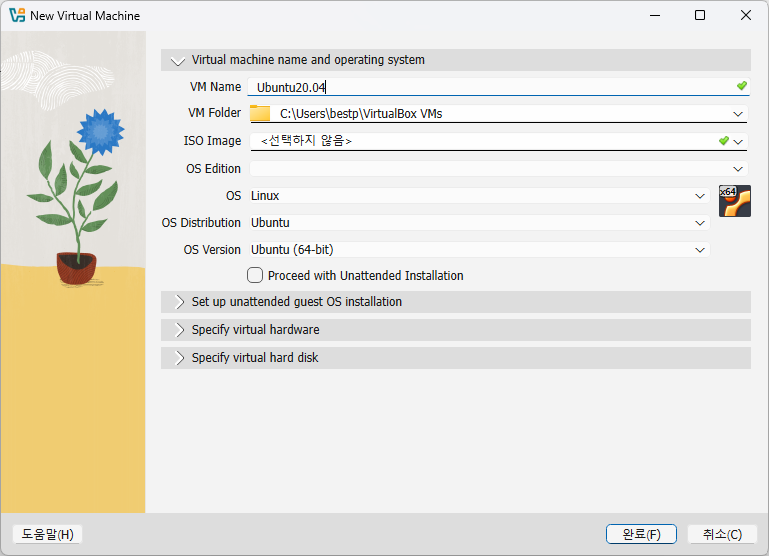 New Virtual Machine
Virtual machine name and operating system
VM Name Ubuntu20.04
VM Folder C:\Users\bestp\VirtualBox VMs
ISO Image <선택하지 않음>
OS Edition
OS Linux
x64
OS Distribution Ubuntu
OS Version Ubuntu (64-bit)
Proceed with Unattended Installation
Set up unattended guest OS installation
Specify virtual hardware
Specify virtual hard disk
도움말(H) 완료(F) 취소(C)